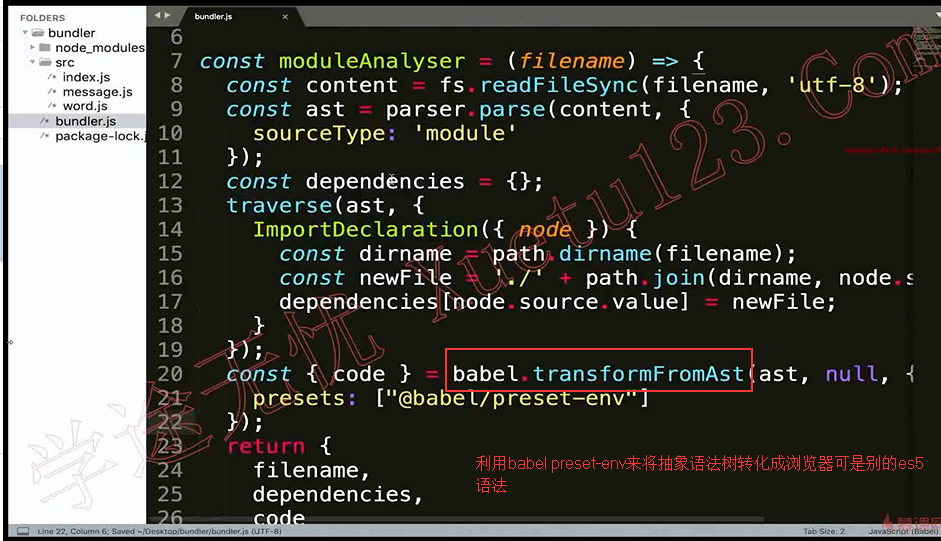 FOLDERS
bundler
node_modules
src
index.js
message.js
word.js
bundler.js
package-lock.j
bundler.js
6
7 const moduleAnalyser = (filename) => {
8 const content = fs.readFileSync(filename, 'utf-8');
9 const ast = parser.parse(content, {
10 sourceType: 'module'
11 });
12 const dependencies = {};
13 traverse(ast, {
14 ImportDeclaration({ node }) {
15 const dirname = path.dirname(filename);
16 const newFile = './' + path.join(dirname, node.s
17 dependencies[node.source.value] = newFile;
18 }
19 });
20 const { code } = babel.transformFromAst(ast, null, {
21 presets: ["@babel/preset-env"]
22 });
23 return {
24 filename,
25 dependencies,
26 code
利用babel preset-env来将抽象语法树转化成浏览器可是别的es5
语法
学途无忧 Xuetu123.Com
Line 22, Column 6; Saved ~/Desktop/bundler/bundler.js (UTF-8)
Tab Size: 2
JavaScript (Babel)